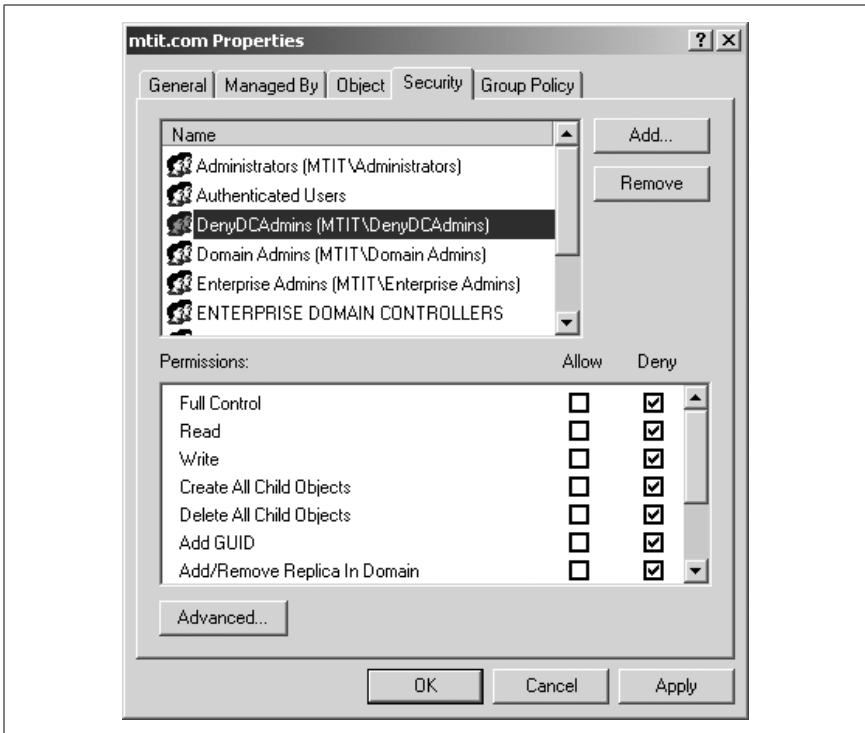 mtit.com Properties
General Managed By Object Security Group Policy
Name
Add...
Administrators (MTIT\Administrators)
Remove
Authenticated Users
DenyDCAdmins (MTIT\DenyDCAdmins)
Domain Admins (MTIT\Domain Admins)
Enterprise Admins (MTIT\Enterprise Admins)
ENTERPRISE DOMAIN CONTROLLERS
Permissions: Allow Deny
Full Control
Read
Write
Create All Child Objects
Delete All Child Objects
Add GUID
Add/Remove Replica In Domain
Advanced...
OK Cancel Apply